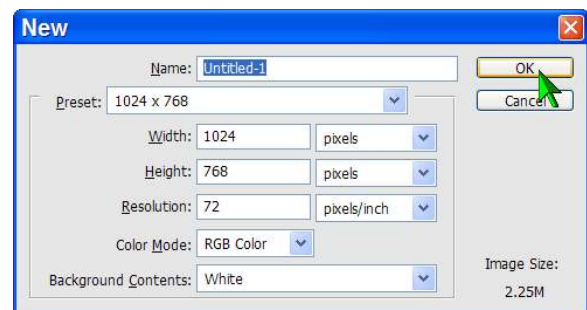 New
Name: Untitled-1
OK
Preset: 1024 x 768
Cancel
Width: 1024 pixels
Height: 768 pixels
Resolution: 72 pixels/inch
Color Mode: RGB Color
Image Size:
Background Contents: White
2.25M